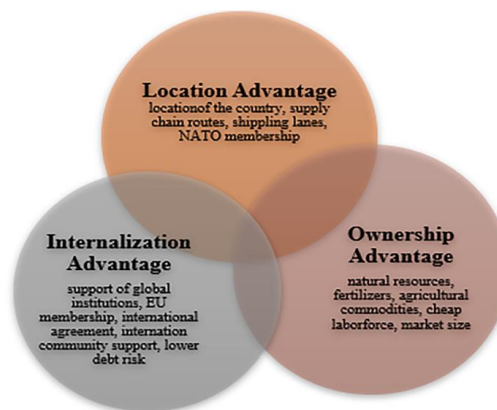 Location Advantage
locationof the country, supply
chain routes, shippling lanes,
NATO membership
Internalization
Advantage
support of global
institutions, EU
membership, international
agreement, internation
community support, lower
debt risk
Ownership
Advantage
natural resources,
fertilizers, agricultural
commodities, cheap
laborforce, market size